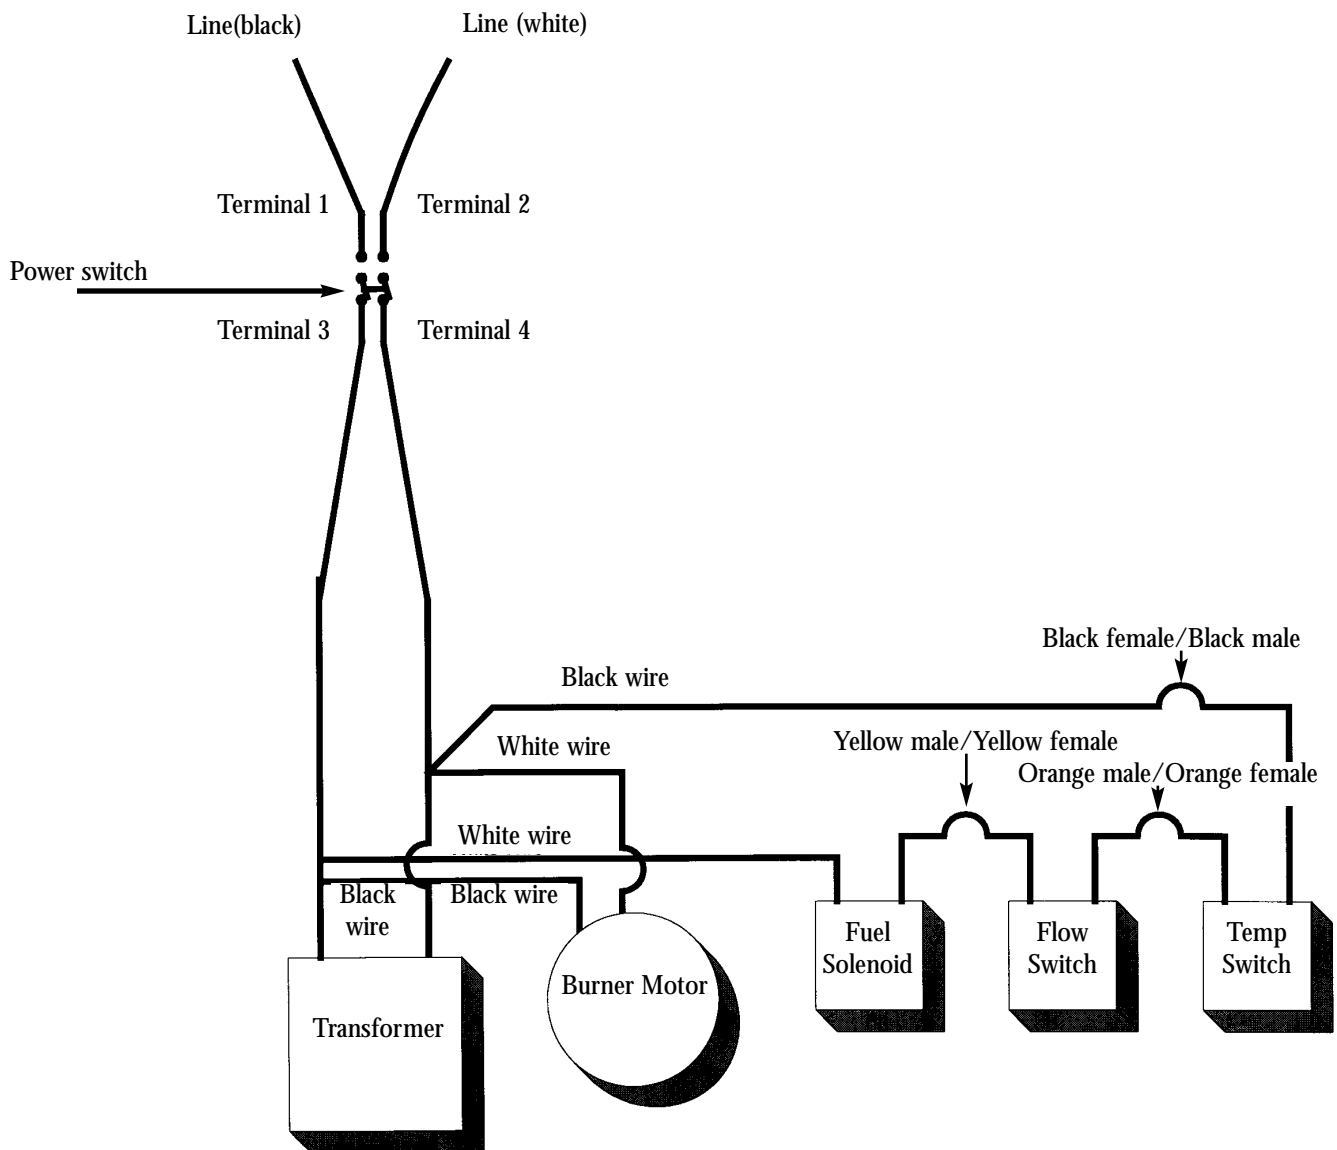 Line(black)
Line (white)
Terminal 1
Terminal 2
Power switch
Terminal 3
Terminal 4
Black female/Black male
Black wire
Yellow male/Yellow female
White wire
Orange male/Orange female
White wire
Black
wire
Black wire
Fuel
Solenoid
Flow
Switch
Temp
Switch
Burner Motor
Transformer